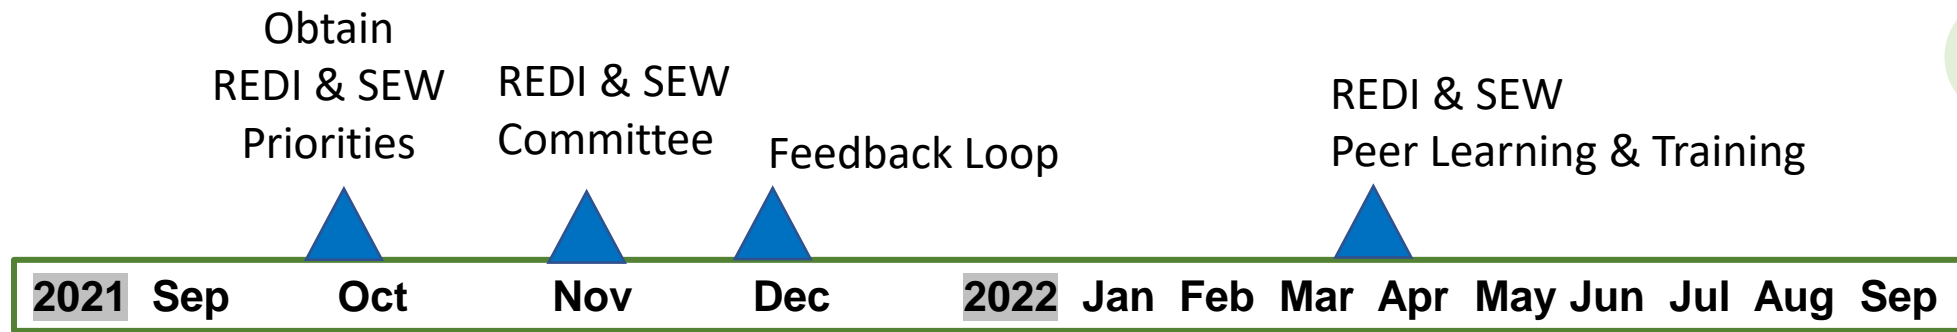 Obtain
REDI & SEW
Priorities
REDI & SEW
Committee
Feedback Loop
REDI & SEW
Peer Learning & Training
2021 Sep Oct Nov Dec 2022 Jan Feb Mar Apr May Jun Jul Aug Sep